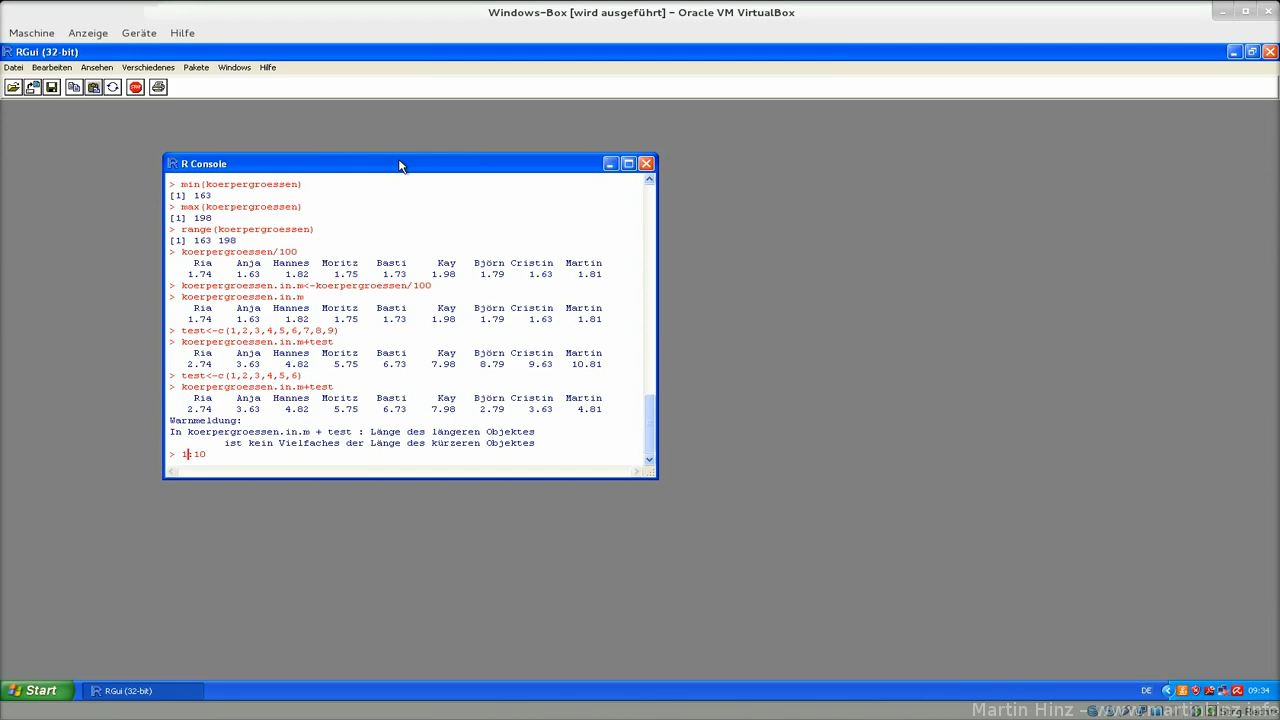 Windows-Box [wird ausgeführt] - Oracle VM VirtualBox
Maschine Anzeige Geräte Hilfe
RGui (32-bit)
Datei Bearbeiten Ansehen Verschiedenes Pakete Windows Hilfe
STOP
R Console
> min(koerpergroessen)
[1] 163
> max(koerpergroessen)
[1] 198
> range(koerpergroessen)
[1] 163 198
> koerpergroessen/100
Ria Anja Hannes Moritz Basti Kay Björn Cristin Martin
1.74 1.63 1.82 1.75 1.73 1.98 1.79 1.63 1.81
> koerpergroessen.in.m<-koerpergroessen/100
> koerpergroessen.in.m
Ria Anja Hannes Moritz Basti Kay Björn Cristin Martin
1.74 1.63 1.82 1.75 1.73 1.98 1.79 1.63 1.81
> test<-c(1,2,3,4,5,6,7,8,9)
> koerpergroessen.in.m+test
Ria Anja Hannes Moritz Basti Kay Björn Cristin Martin
2.74 3.63 4.82 5.75 6.73 7.98 8.79 9.63 10.81
> test<-c(1,2,3,4,5,6)
> koerpergroessen.in.m+test
Ria Anja Hannes Moritz Basti Kay Björn Cristin Martin
2.74 3.63 4.82 5.75 6.73 7.98 2.79 3.63 4.81
Warnmeldung:
In koerpergroessen.in.m + test : Länge des längeren Objektes
ist kein Vielfaches der Länge des kürzeren Objektes
> 1:10
Start RGui (32-bit) DE 09:34
Martin Hinz - www.martinhinz.info